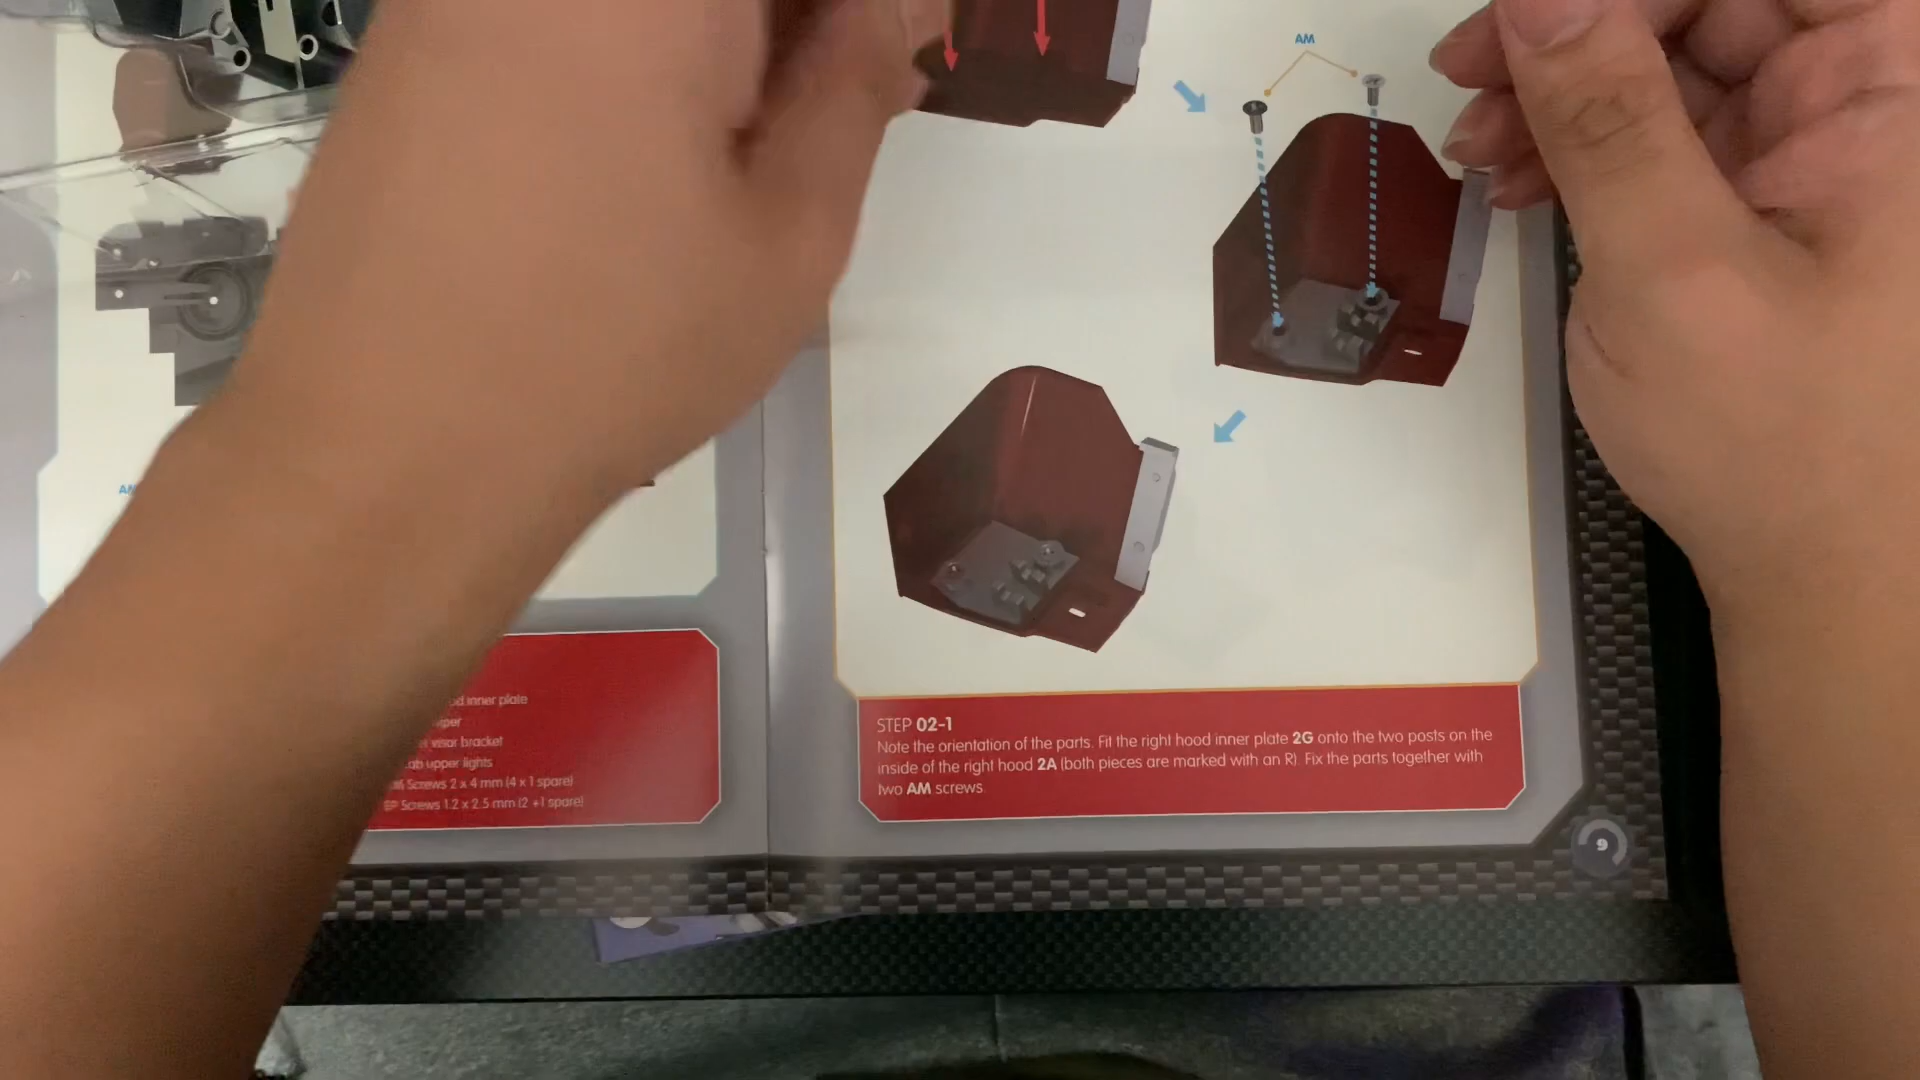 AM
od inner plate
iper
visor bracket
ab upper lights
Screws 2 x 4 mm (4 + 1 spare)
Screws 1.2 x 2.5 mm (2 +1 spare)
STEP 02-1
Note the orientation of the parts. Fit the right hood inner plate 2G onto the two posts on the
inside of the right hood 2A (both pieces are marked with an R). Fix the parts together with
two AM screws.
9